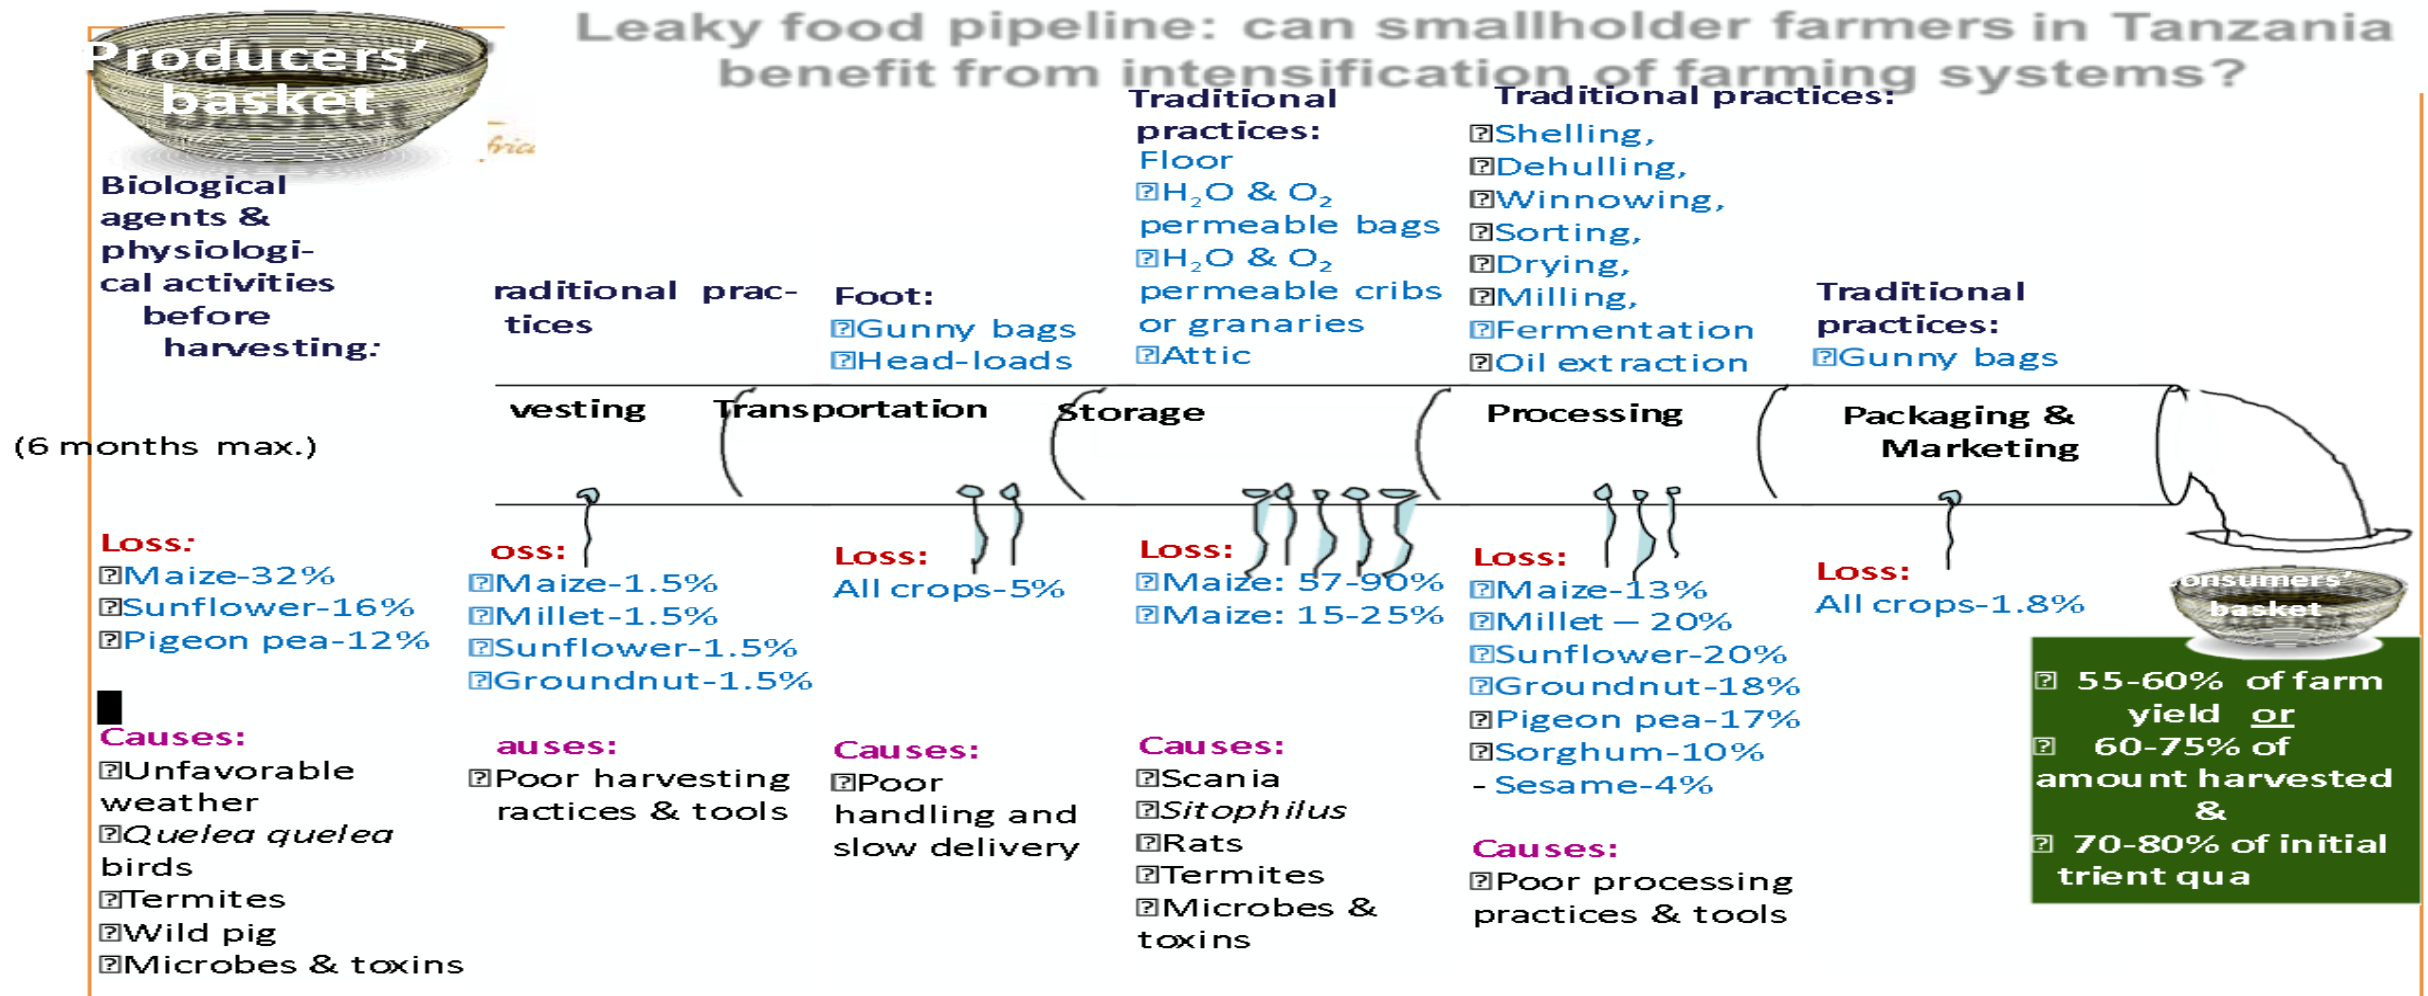 Leaky food pipeline: can smallholder farmers in Tanzania
benefit from intensification of farming systems?
Producers’
basket
frica
Biological
agents &
physiologi-
cal activities
before
harvesting:
(6 months max.)
Loss:
Maize-32%
Sunflower-16%
Pigeon pea-12%
Causes:
Unfavorable
weather
Quelea quelea
birds
Termites
Wild pig
Microbes & toxins
raditional prac-
tices
vesting
oss:
Maize-1.5%
Millet-1.5%
Sunflower-1.5%
Groundnut-1.5%
auses:
Poor harvesting
ractices & tools
Foot:
Gunny bags
Head-loads
Transportation
Loss:
All crops-5%
Causes:
Poor
handling and
slow delivery
Traditional
practices:
Floor
H₂O & O₂
permeable bags
H₂O & O₂
permeable cribs
or granaries
Attic
Storage
Loss:
Maize: 57-90%
Maize: 15-25%
Causes:
Scania
Sitophilus
Rats
Termites
Microbes &
toxins
Traditional practices:
Shelling,
Dehulling,
Winnowing,
Sorting,
Drying,
Milling,
Fermentation
Oil extraction
Processing
Loss:
Maize-13%
Millet – 20%
Sunflower-20%
Groundnut-18%
Pigeon pea-17%
Sorghum-10%
- Sesame-4%
Causes:
Poor processing
practices & tools
Traditional
practices:
Gunny bags
Packaging &
Marketing
Loss:
All crops-1.8%
onsumers’
basket
55-60% of farm
yield or
60-75% of
amount harvested
&
70-80% of initial
trient qua